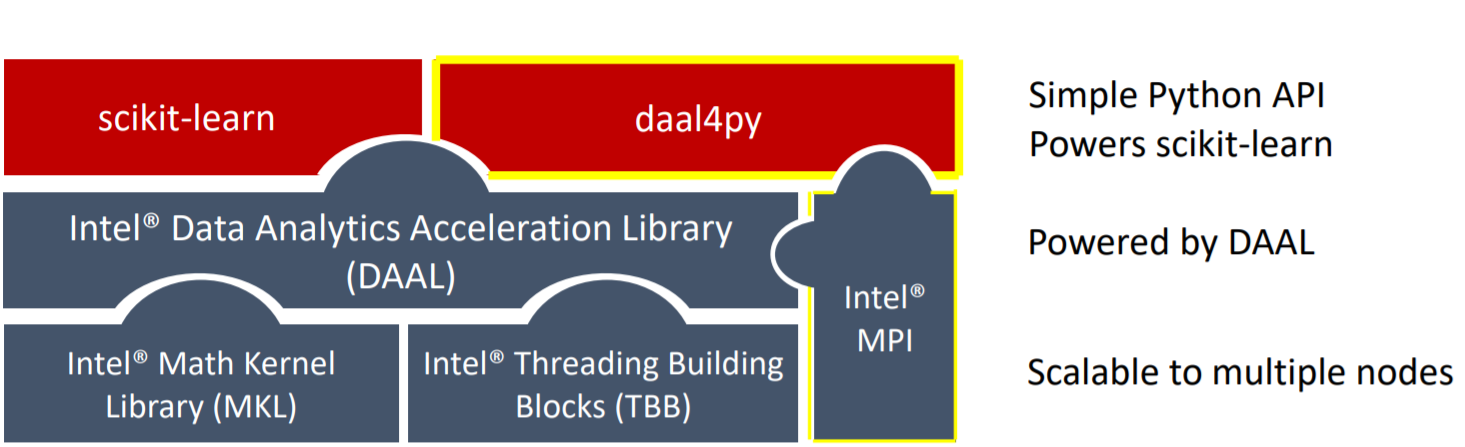 scikit-learn
daal4py
Simple Python API
Powers scikit-learn
Intel® Data Analytics Acceleration Library
(DAAL)
Powered by DAAL
Intel®
MPI
Intel® Math Kernel
Library (MKL)
Intel® Threading Building
Blocks (TBB)
Scalable to multiple nodes